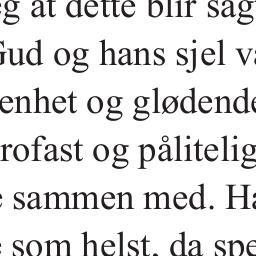 g at dette blir sag
Gud og hans sjel va
enhet og glødende
rofast og pålitelig
e sammen med. Ha
e som helst, da spe